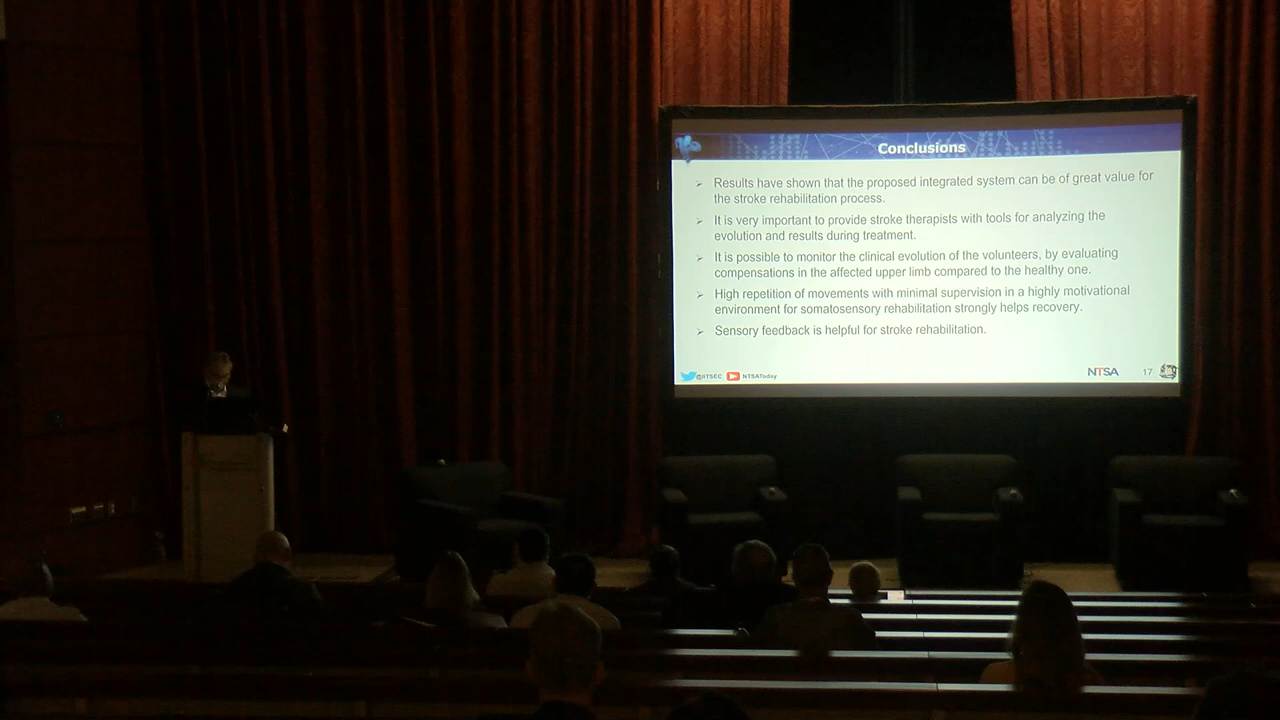 Conclusions
Results have shown that the proposed integrated system can be of great value for
the stroke rehabilitation process.
It is very important to provide stroke therapists with tools for analyzing the
evolution and results during treatment.
It is possible to monitor the clinical evolution of the volunteers, by evaluating
compensations in the affected upper limb compared to the healthy one.
High repetition of movements with minimal supervision in a highly motivational
environment for somatosensory rehabilitation strongly helps recovery.
Sensory feedback is helpful for stroke rehabilitation.
@IITSEC NTSAToday NTSA 17